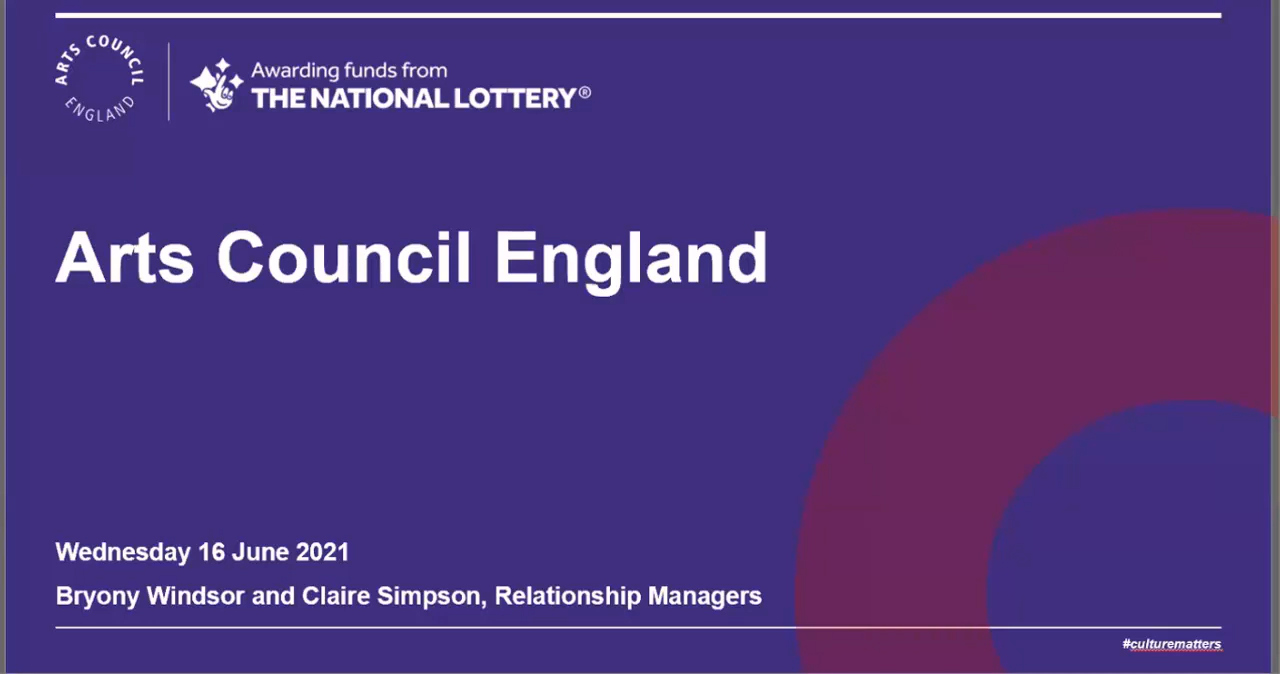 ARTS COUNCIL
ENGLAND
Awarding funds from
THE NATIONAL LOTTERY®
Arts Council England
Wednesday 16 June 2021
Bryony Windsor and Claire Simpson, Relationship Managers
#culturematters